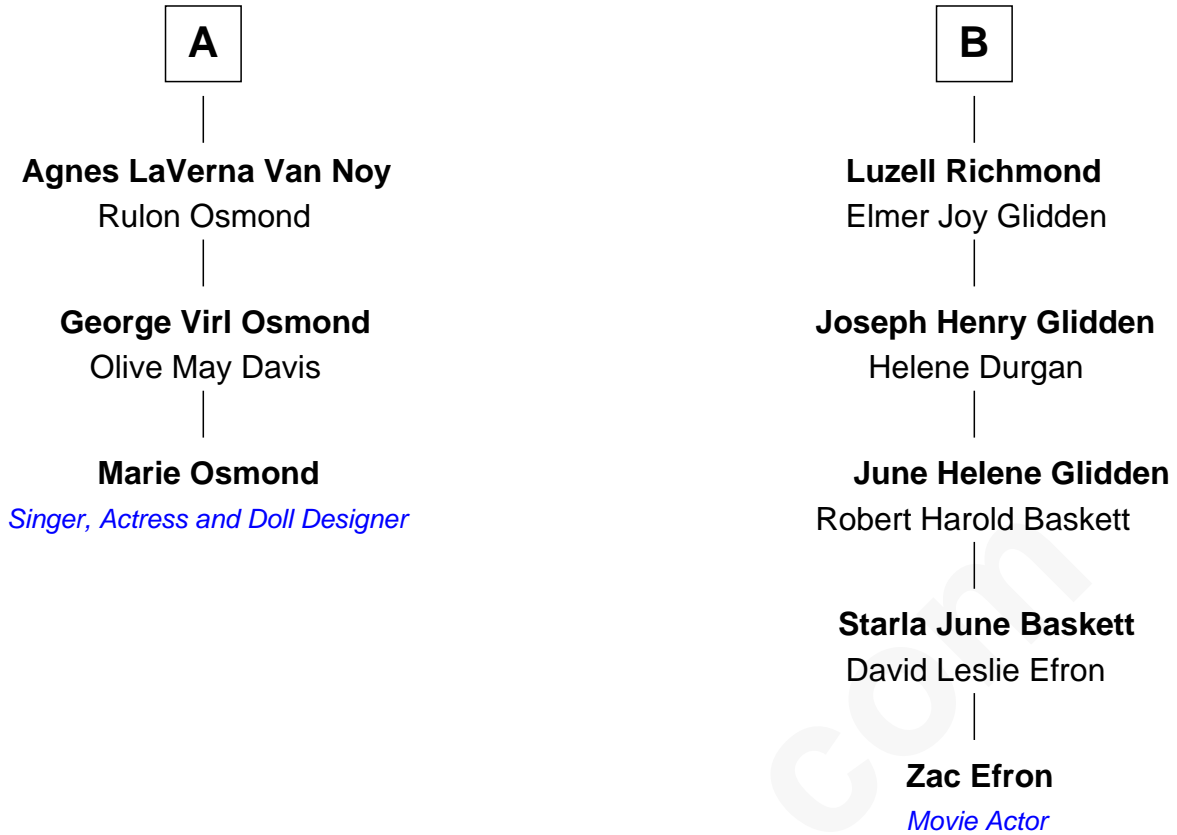 A
Agnes LaVerna Van Noy
Rulon Osmond
George Virl Osmond
Olive May Davis
Marie Osmond
Singer, Actress and Doll Designer
B
Luzell Richmond
Elmer Joy Glidden
Joseph Henry Glidden
Helene Durgan
June Helene Glidden
Robert Harold Baskett
Starla June Baskett
David Leslie Efron
Zac Efron
Movie Actor
com